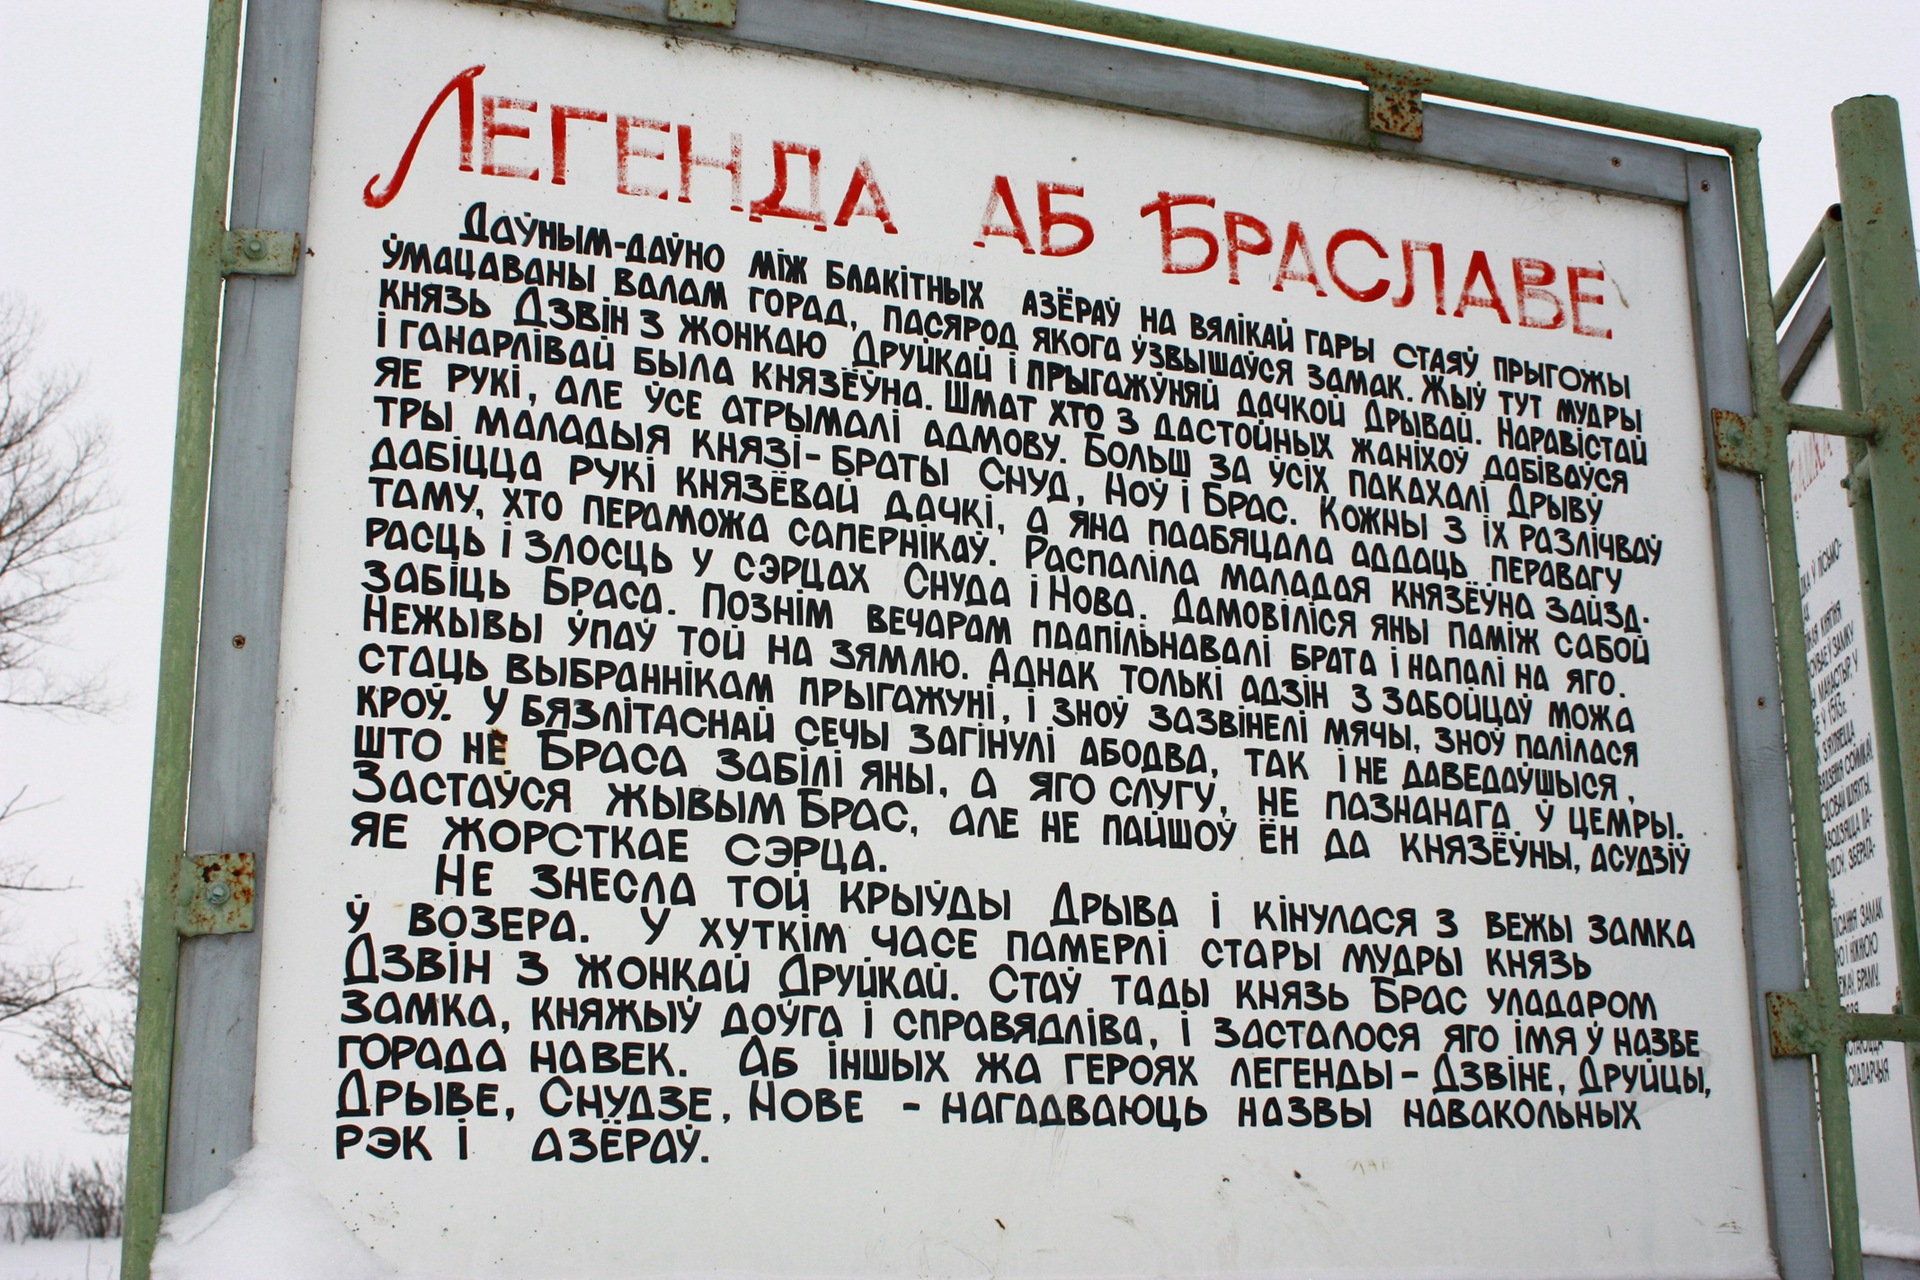 Легенда аб Браславе
Даўным-даўно між блакітных азёраў на вялікай гары стаяў прыгожы
ўмацаваны валам горад, пасярод якога ўзвышаўся замак. Жыў тут мудры
князь Дзвін з жонкаю Друйкай і прыгажуняй дачкой Дрывай. Наравістай
і ганарлівай была князёўна. Шмат хто з дастойных жаніхоў дабіваўся
яе рукі, але ўсе атрымалі адмову. Больш за ўсіх пакахалі Дрыву
тры маладыя князі-браты Снуд, Ноў і Брас. Кожны з іх разлічваў
дабіцца рукі князёвай дачкі, а яна паабяцала аддаць перавагу
таму, хто пераможа сапернікаў. Распаліла маладая князёўна зайзд-
расць і злосць у сэрцах Снуда і Нова. Дамовіліся яны паміж сабой
забіць Браса. Познім вечарам паапільнавалі брата і напалі на яго.
Нежывы ўпаў той на зямлю. Аднак толькі адзін з забойцаў можа
стаць выбраннікам прыгажуні, і зноў зазвінелі мячы, зноў палілася
кроў. У бязлітаснай сечы загінулі абодва, так і не даведаўшыся,
што не Браса забілі яны, а яго слугу, не пазнанага ў цемры.
Застаўся жывым Брас, але не пайшоў ён да князёўны, асудзіў
яе жорсткае сэрца.
Не знесла той крыўды Дрыва і кінулася з вежы замка
ў возера. У хуткім часе памерлі стары мудры князь
Дзвін з жонкай Друйкай. Стаў тады князь Брас уладаром
замка, княжыў доўга і справядліва, і засталося яго імя ў назве
горада навек. Аб іншых жа героях легенды - Дзвіне, Друйцы,
Дрыве, Снудзе, Нове - нагадваюць назвы навакольных
рэк і азёраў.